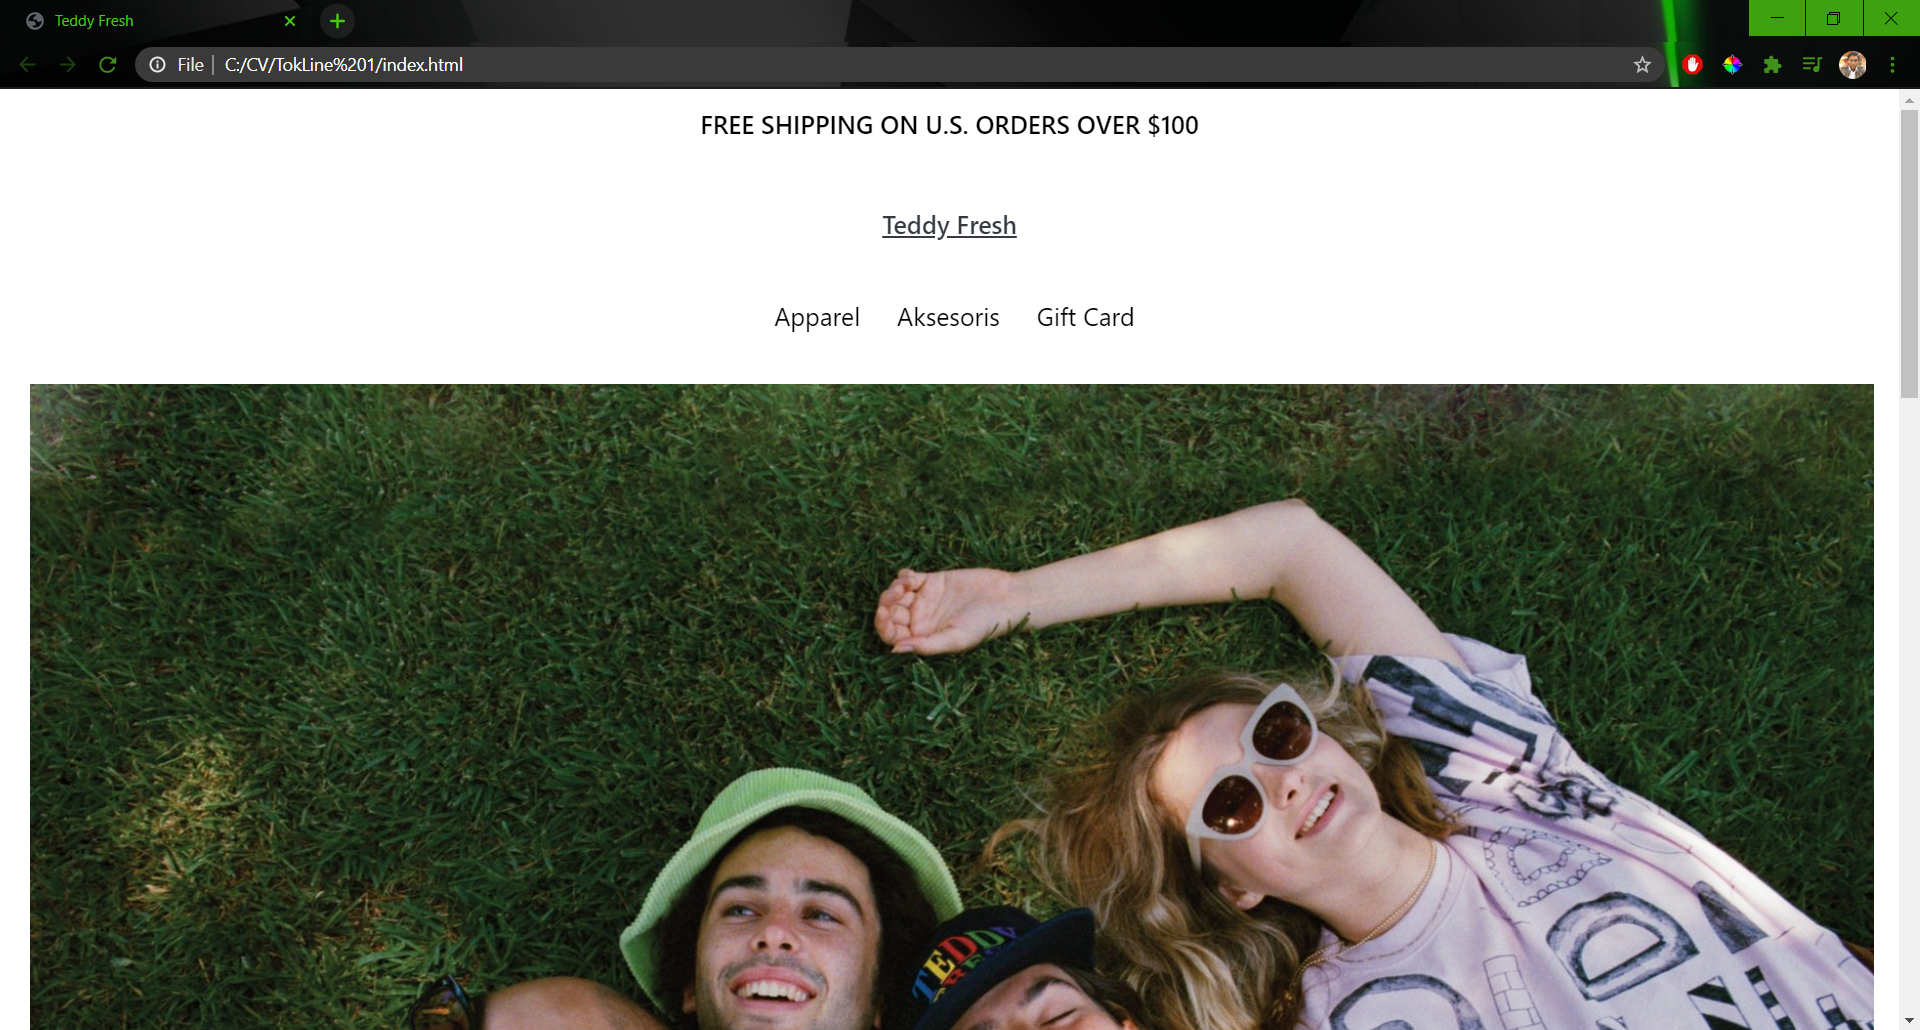 Teddy Fresh
File
C:/CV/TokLine%201/index.html
FREE SHIPPING ON U.S. ORDERS OVER $100
Teddy Fresh
Apparel Aksesoris Gift Card
TEDDY